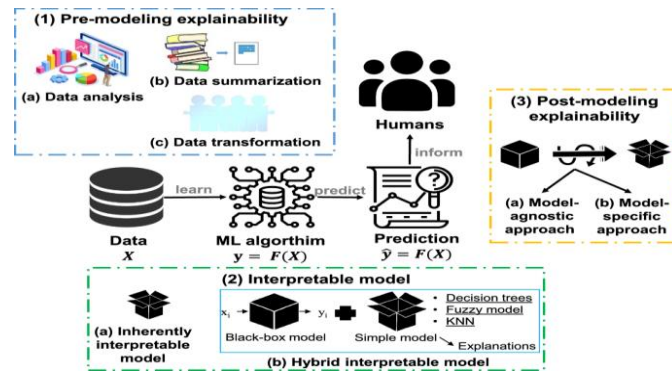 (1) Pre-modeling explainability
(a) Data analysis
(b) Data summarization
(c) Data transformation
Humans
inform
(3) Post-modeling
explainability
(a) Model-
agnostic
approach
(b) Model-
specific
approach
learn
predict
Data
X
ML algorthim
y = F(X)
Prediction
ŷ = F(X)
(2) Interpretable model
(a) Inherently
interpretable
model
xᵢ
Black-box model
yᵢ
Simple model
• Decision trees
• Fuzzy model
• KNN
Explanations
(b) Hybrid interpretable model